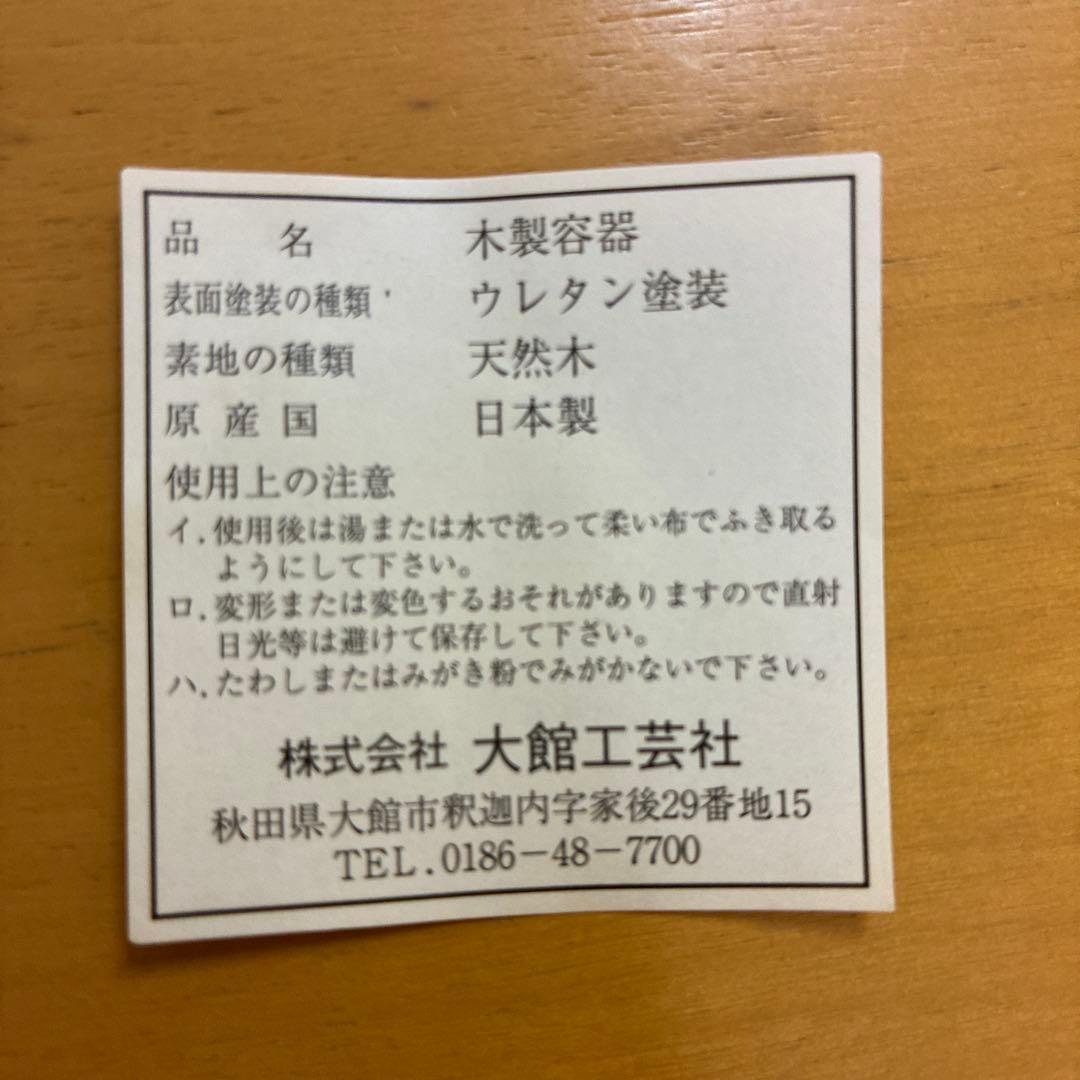 品　　名　　木製容器
表面塗装の種類　　ウレタン塗装
素地の種類　　天然木
原 産 国　　日本製
使用上の注意
イ．使用後は湯または水で洗って柔い布でふき取る
ようにして下さい。
ロ．変形または変色するおそれがありますので直射
日光等は避けて保存して下さい。
ハ．たわしまたはみがき粉でみがかないで下さい。
株式会社 大館工芸社
秋田県大館市釈迦内字家後29番地15
TEL.0186−48−7700